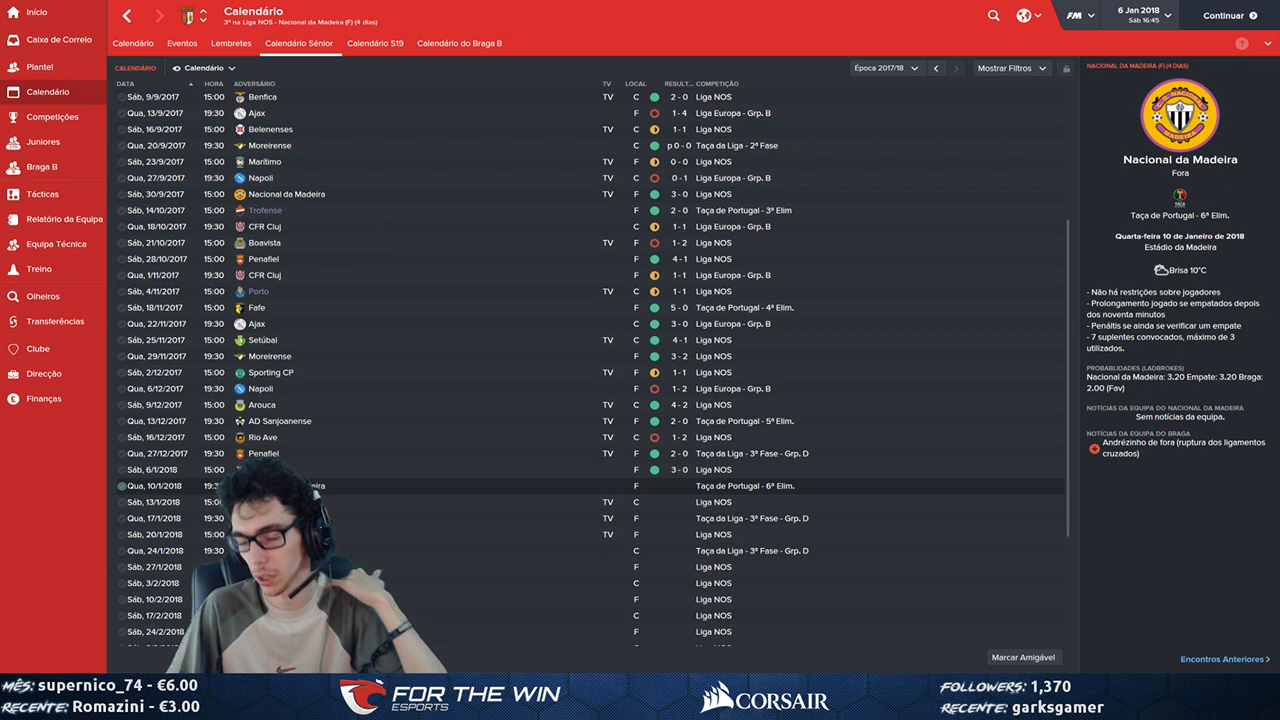 Início
Caixa de Correio
Plantel
Calendário
Competições
Juniores
Braga B
Tácticas
Relatório da Equipa
Equipa Técnica
Treino
Olheiros
Transferências
Clube
Direcção
Finanças
Calendário
3º na Liga NOS - Nacional da Madeira (F) (4 dias)
FM
6 Jan 2018
Sáb 16:45
Continuar
Calendário Eventos Lembretes Calendário Sénior Calendário S19 Calendário do Braga B
CALENDÁRIO Calendário Época 2017/18 Mostrar Filtros
DATA HORA ADVERSÁRIO TV LOCAL RESULT... COMPETIÇÃO
Sáb, 9/9/2017 15:00 Benfica TV C 2 - 0 Liga NOS
Qua, 13/9/2017 19:30 Ajax F 1 - 4 Liga Europa - Grp. B
Sáb, 16/9/2017 15:00 Belenenses TV C 1 - 1 Liga NOS
Qua, 20/9/2017 19:30 Moreirense C p 0 - 0 Taça da Liga - 2ª Fase
Sáb, 23/9/2017 15:00 Marítimo TV F 0 - 0 Liga NOS
Qua, 27/9/2017 19:30 Napoli TV C 0 - 1 Liga Europa - Grp. B
Sáb, 30/9/2017 15:00 Nacional da Madeira TV F 3 - 0 Liga NOS
Sáb, 14/10/2017 15:00 Trofense F 2 - 0 Taça de Portugal - 3ª Elim
Qua, 18/10/2017 19:30 CFR Cluj C 1 - 1 Liga Europa - Grp. B
Sáb, 21/10/2017 15:00 Boavista TV F 1 - 2 Liga NOS
Sáb, 28/10/2017 15:00 Penafiel F 4 - 1 Liga NOS
Qua, 1/11/2017 19:30 CFR Cluj F 1 - 1 Liga Europa - Grp. B
Sáb, 4/11/2017 15:00 Porto TV C 1 - 1 Liga NOS
Sáb, 18/11/2017 15:00 Fafe F 5 - 0 Taça de Portugal - 4ª Elim.
Qua, 22/11/2017 19:30 Ajax C 3 - 0 Liga Europa - Grp. B
Sáb, 25/11/2017 15:00 Setúbal TV C 4 - 1 Liga NOS
Qua, 29/11/2017 19:30 Moreirense F 3 - 2 Liga NOS
Sáb, 2/12/2017 15:00 Sporting CP TV F 1 - 1 Liga NOS
Qua, 6/12/2017 19:30 Napoli F 1 - 2 Liga Europa - Grp. B
Sáb, 9/12/2017 15:00 Arouca TV C 4 - 2 Liga NOS
Qua, 13/12/2017 19:30 AD Sanjoanense F 2 - 0 Taça de Portugal - 5ª Elim.
Sáb, 16/12/2017 15:00 Rio Ave TV C 1 - 2 Liga NOS
Qua, 27/12/2017 19:30 Penafiel TV F 2 - 0 Taça da Liga - 3ª Fase - Grp. D
Sáb, 6/1/2018 15:00 F 3 - 0 Liga NOS
Qua, 10/1/2018 F Taça de Portugal - 6ª Elim.
Sáb, 13/1/2018 TV C Liga NOS
Qua, 17/1/2018 19:30 TV F Taça da Liga - 3ª Fase - Grp. D
Sáb, 20/1/2018 15:00 TV F Liga NOS
Qua, 24/1/2018 19:30 C Taça da Liga - 3ª Fase - Grp. D
Sáb, 27/1/2018 F Liga NOS
Sáb, 3/2/2018 C Liga NOS
Sáb, 10/2/2018 F Liga NOS
Sáb, 17/2/2018 C Liga NOS
Sáb, 24/2/2018 F Liga NOS
Marcar Amigável
NACIONAL DA MADEIRA (F) (4 DIAS)
Nacional da Madeira
Fora
Taça de Portugal - 6ª Elim.
Quarta-feira 10 de Janeiro de 2018
Estádio da Madeira
Brisa 10°C
- Não há restrições sobre jogadores
- Prolongamento jogado se empatados depois
dos noventa minutos
- Penáltis se ainda se verificar um empate
- 7 suplentes convocados, máximo de 3
utilizados.
PROBABLIDADES (LADBROKES)
Nacional da Madeira: 3.20 Empate: 3.20 Braga:
2.00 (Fav)
NOTÍCIAS DA EQUIPA DO NACIONAL DA MADEIRA
Sem notícias da equipa.
NOTÍCIAS DA EQUIPA DO BRAGA
Andrézinho de fora (ruptura dos ligamentos
cruzados)
Encontros Anteriores >
MÊS: supernico_74 - €6.00
RECENTE: Romazini - €3.00
FOR THE WIN
ESPORTS
CORSAIR
FOLLOWERS: 1,370
RECENTE: garksgamer